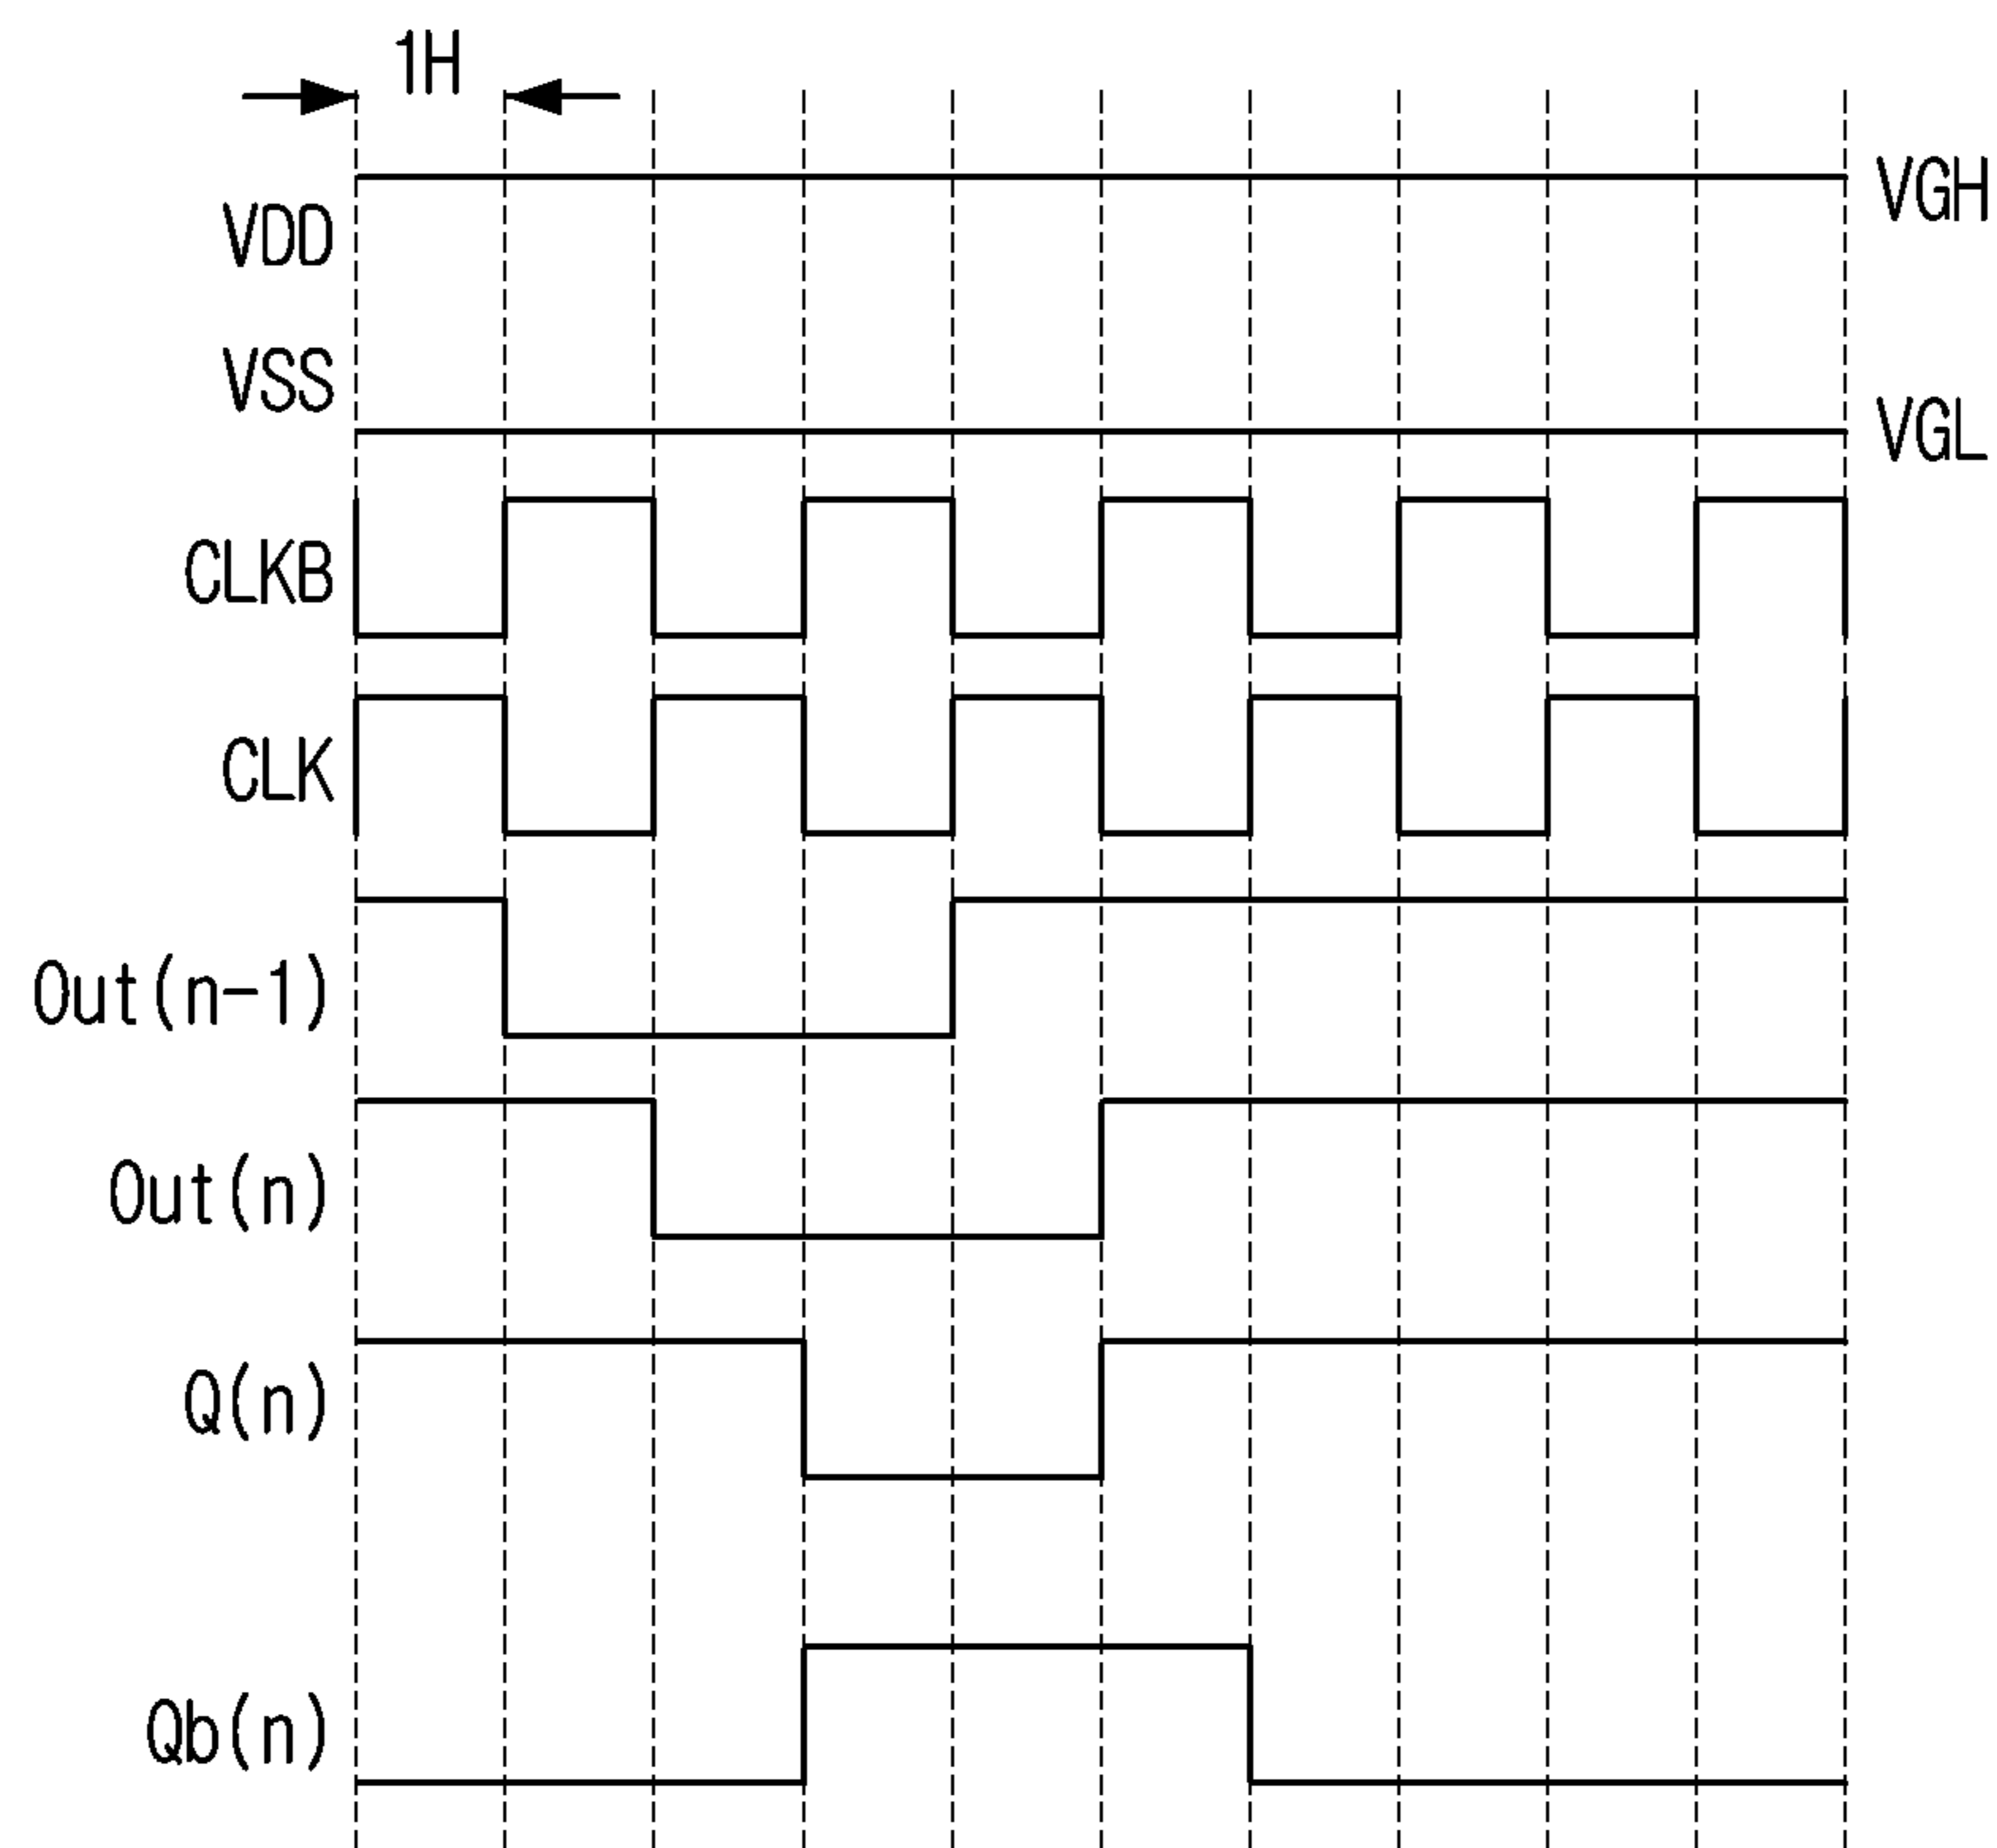 1H
VGH
VDD
VSS
VGL
CLKB
CLK
Out(n-1)
Out(n)
Q(n)
Qb(n)